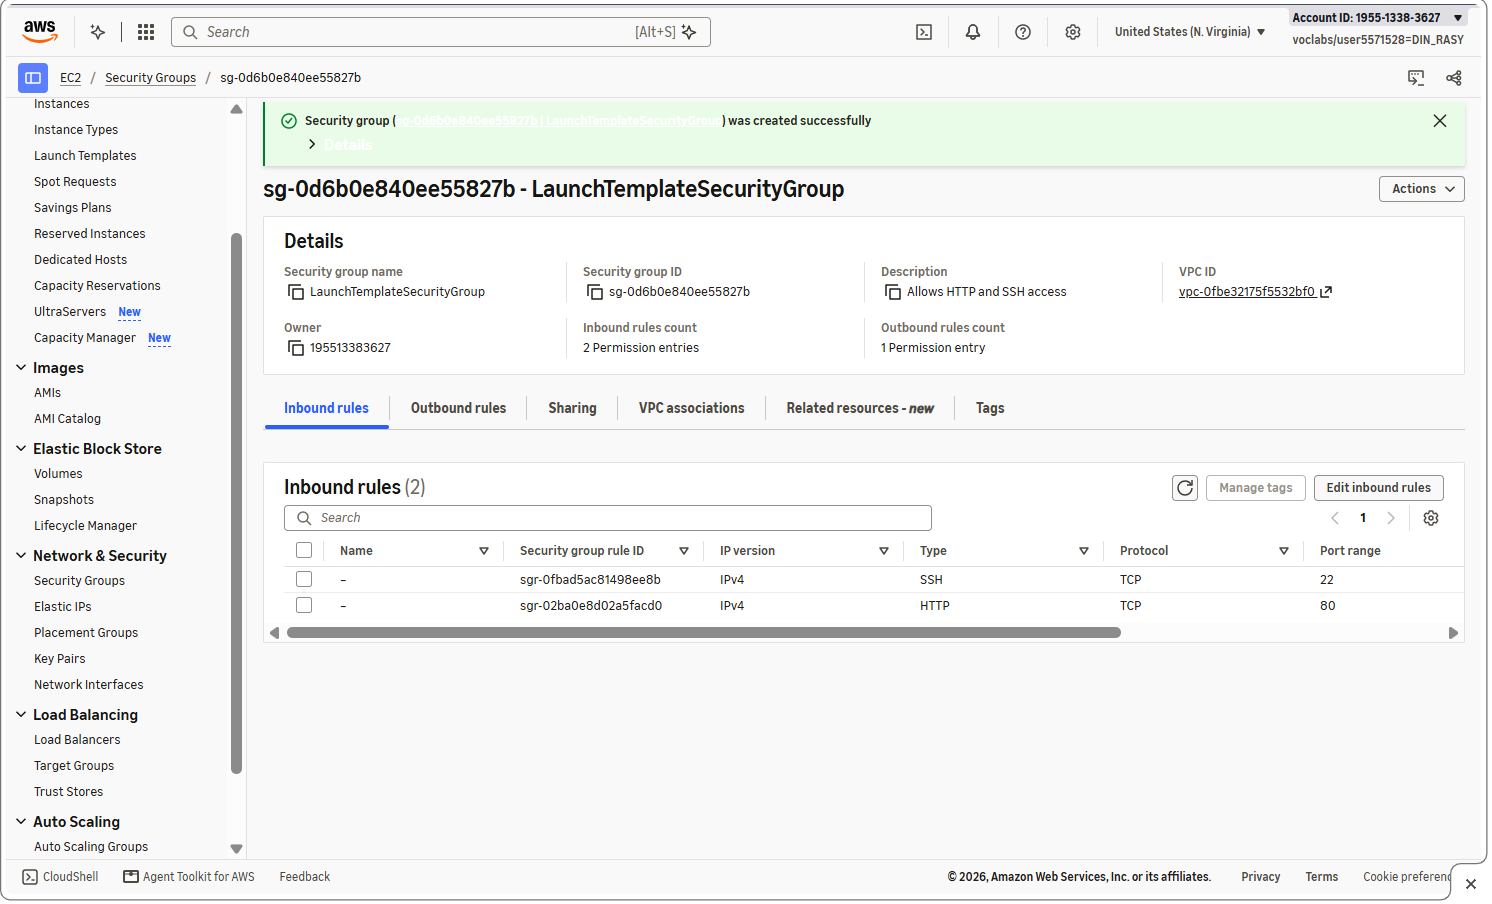 aws
Search [Alt+S]
United States (N. Virginia)
Account ID: 1955-1338-3627
voclabs/user5571528=DIN_RASY
EC2 / Security Groups / sg-0d6b0e840ee55827b
Instances
Instance Types
Launch Templates
Spot Requests
Savings Plans
Reserved Instances
Dedicated Hosts
Capacity Reservations
UltraServers New
Capacity Manager New
Images
AMIs
AMI Catalog
Elastic Block Store
Volumes
Snapshots
Lifecycle Manager
Network & Security
Security Groups
Elastic IPs
Placement Groups
Key Pairs
Network Interfaces
Load Balancing
Load Balancers
Target Groups
Trust Stores
Auto Scaling
Auto Scaling Groups
Security group (sg-0d6b0e840ee55827b | LaunchTemplateSecurityGroup) was created successfully
Details
sg-0d6b0e840ee55827b - LaunchTemplateSecurityGroup
Actions
Details
Security group name
LaunchTemplateSecurityGroup
Security group ID
sg-0d6b0e840ee55827b
Description
Allows HTTP and SSH access
VPC ID
vpc-0fbe32175f5532bf0
Owner
195513383627
Inbound rules count
2 Permission entries
Outbound rules count
1 Permission entry
Inbound rules
Outbound rules
Sharing
VPC associations
Related resources - new
Tags
Inbound rules (2)
Manage tags
Edit inbound rules
Search
1
Name Security group rule ID IP version Type Protocol Port range
– sgr-0fbad5ac81498ee8b IPv4 SSH TCP 22
– sgr-02ba0e8d02a5facd0 IPv4 HTTP TCP 80
CloudShell Agent Toolkit for AWS Feedback
© 2026, Amazon Web Services, Inc. or its affiliates. Privacy Terms Cookie preferenc